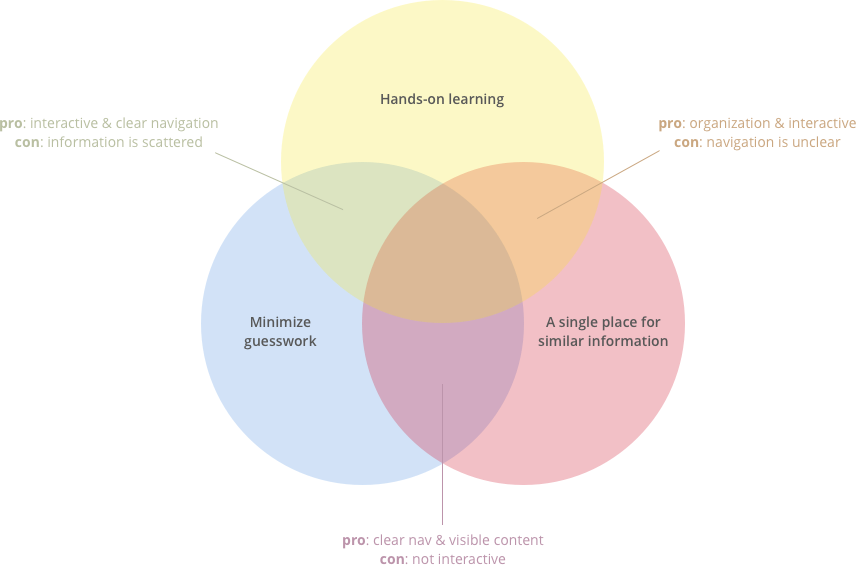 Hands-on learning
pro: interactive & clear navigation
con: information is scattered
pro: organization & interactive
con: navigation is unclear
Minimize
guesswork
A single place for
similar information
pro: clear nav & visible content
con: not interactive